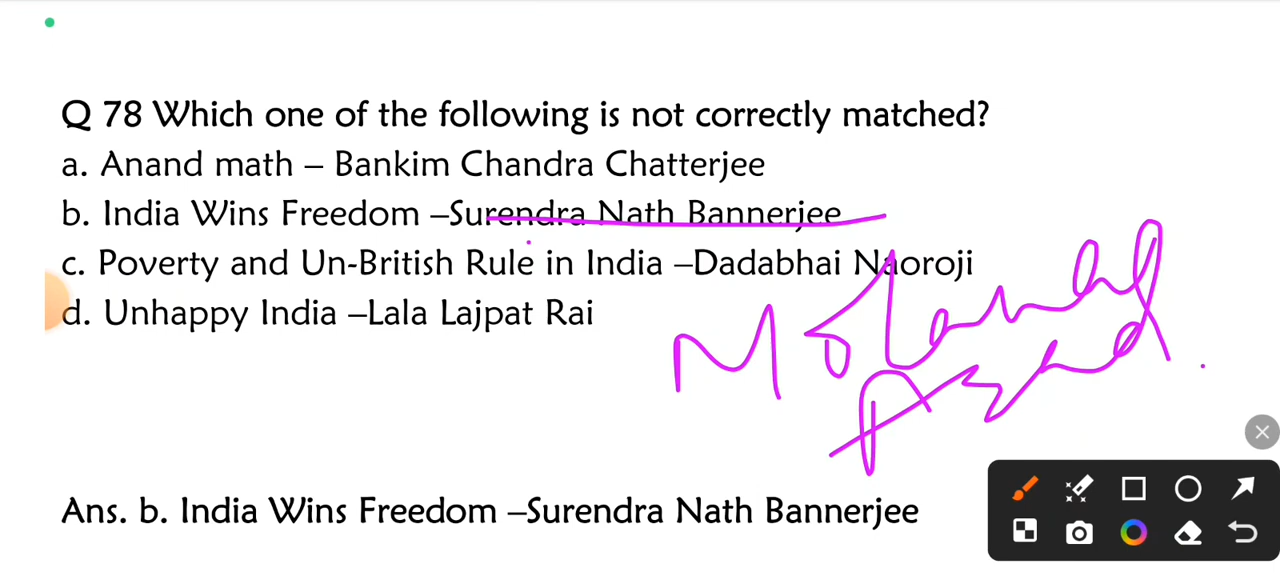 Q 78 Which one of the following is not correctly matched?
a. Anand math – Bankim Chandra Chatterjee
b. India Wins Freedom –Surendra Nath Bannerjee
c. Poverty and Un-British Rule in India –Dadabhai Naoroji
d. Unhappy India –Lala Lajpat Rai
Azad
Ans. b. India Wins Freedom –Surendra Nath Bannerjee